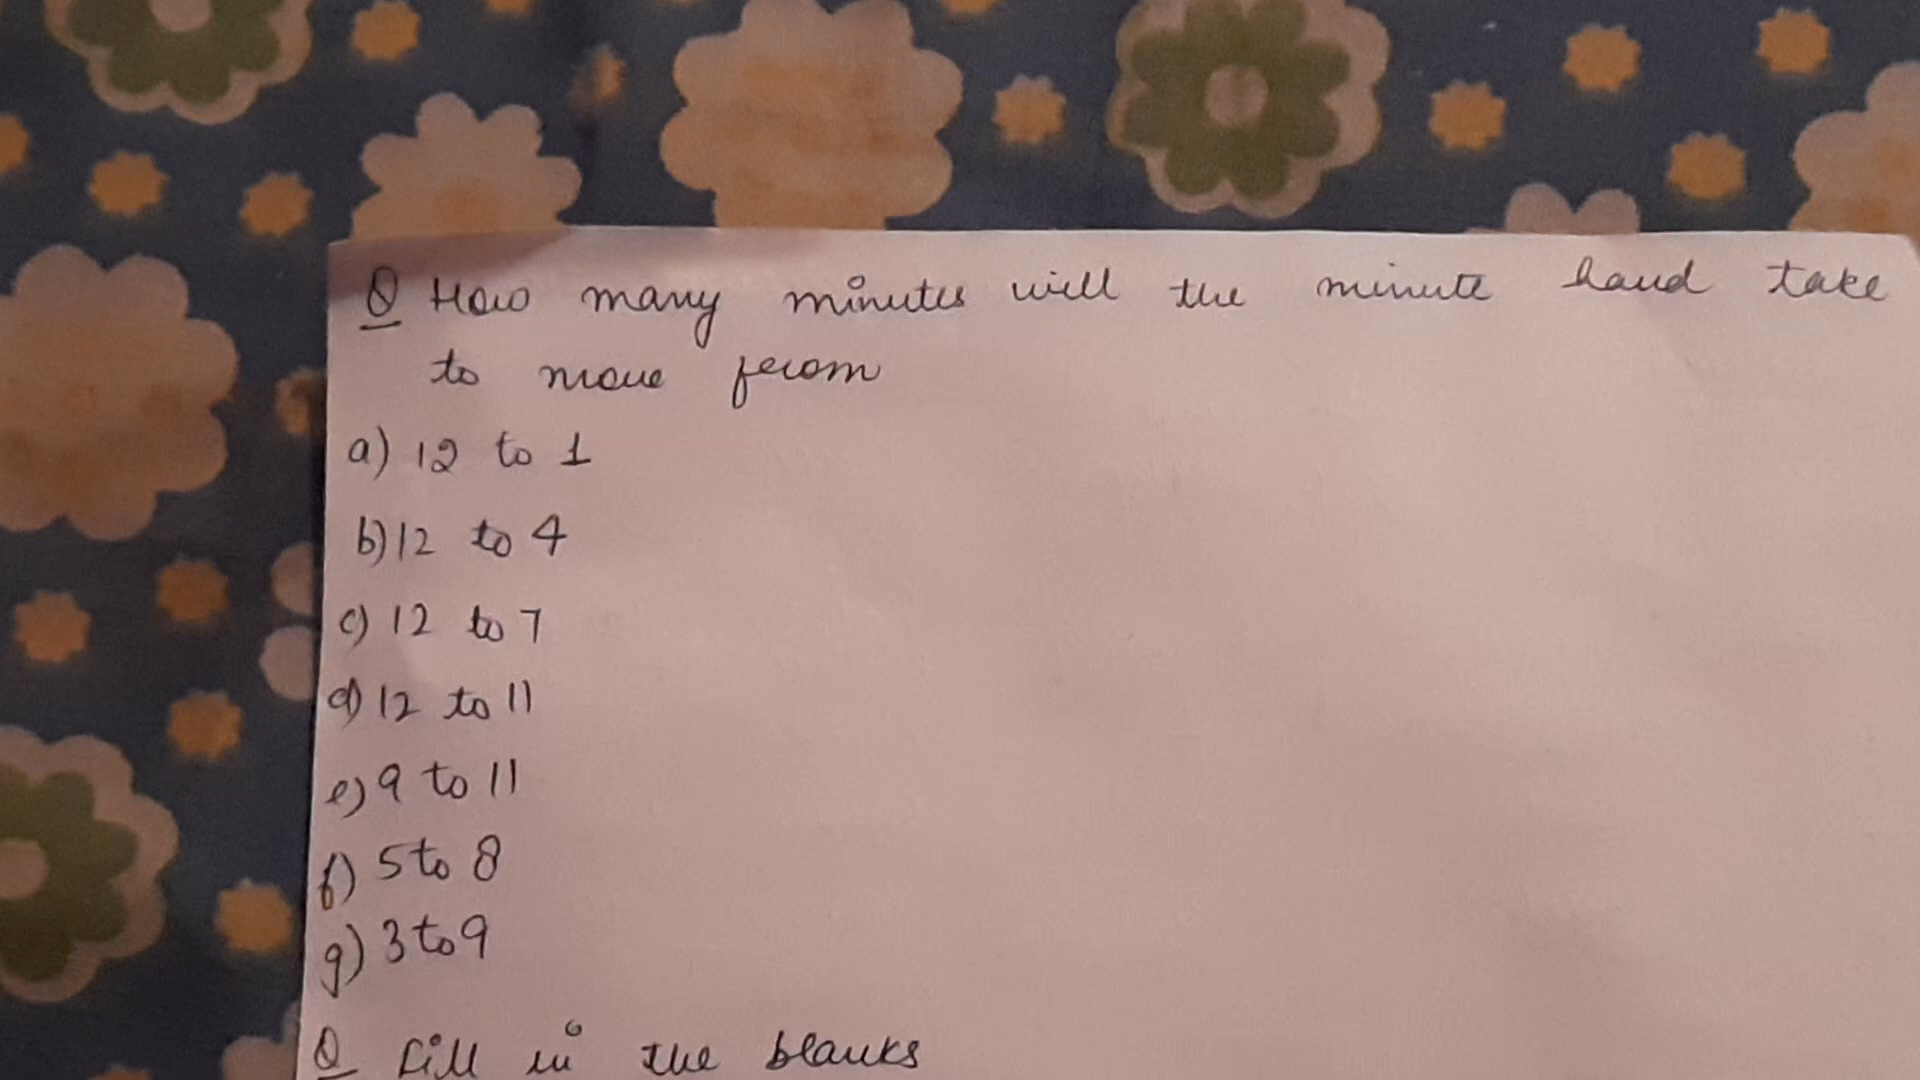 Q How many minutes will the minute hand take
to move from
a) 12 to 1
b) 12 to 4
c) 12 to 7
d) 12 to 11
e) 9 to 11
f) 5 to 8
g) 3 to 9
Q Fill in the blanks